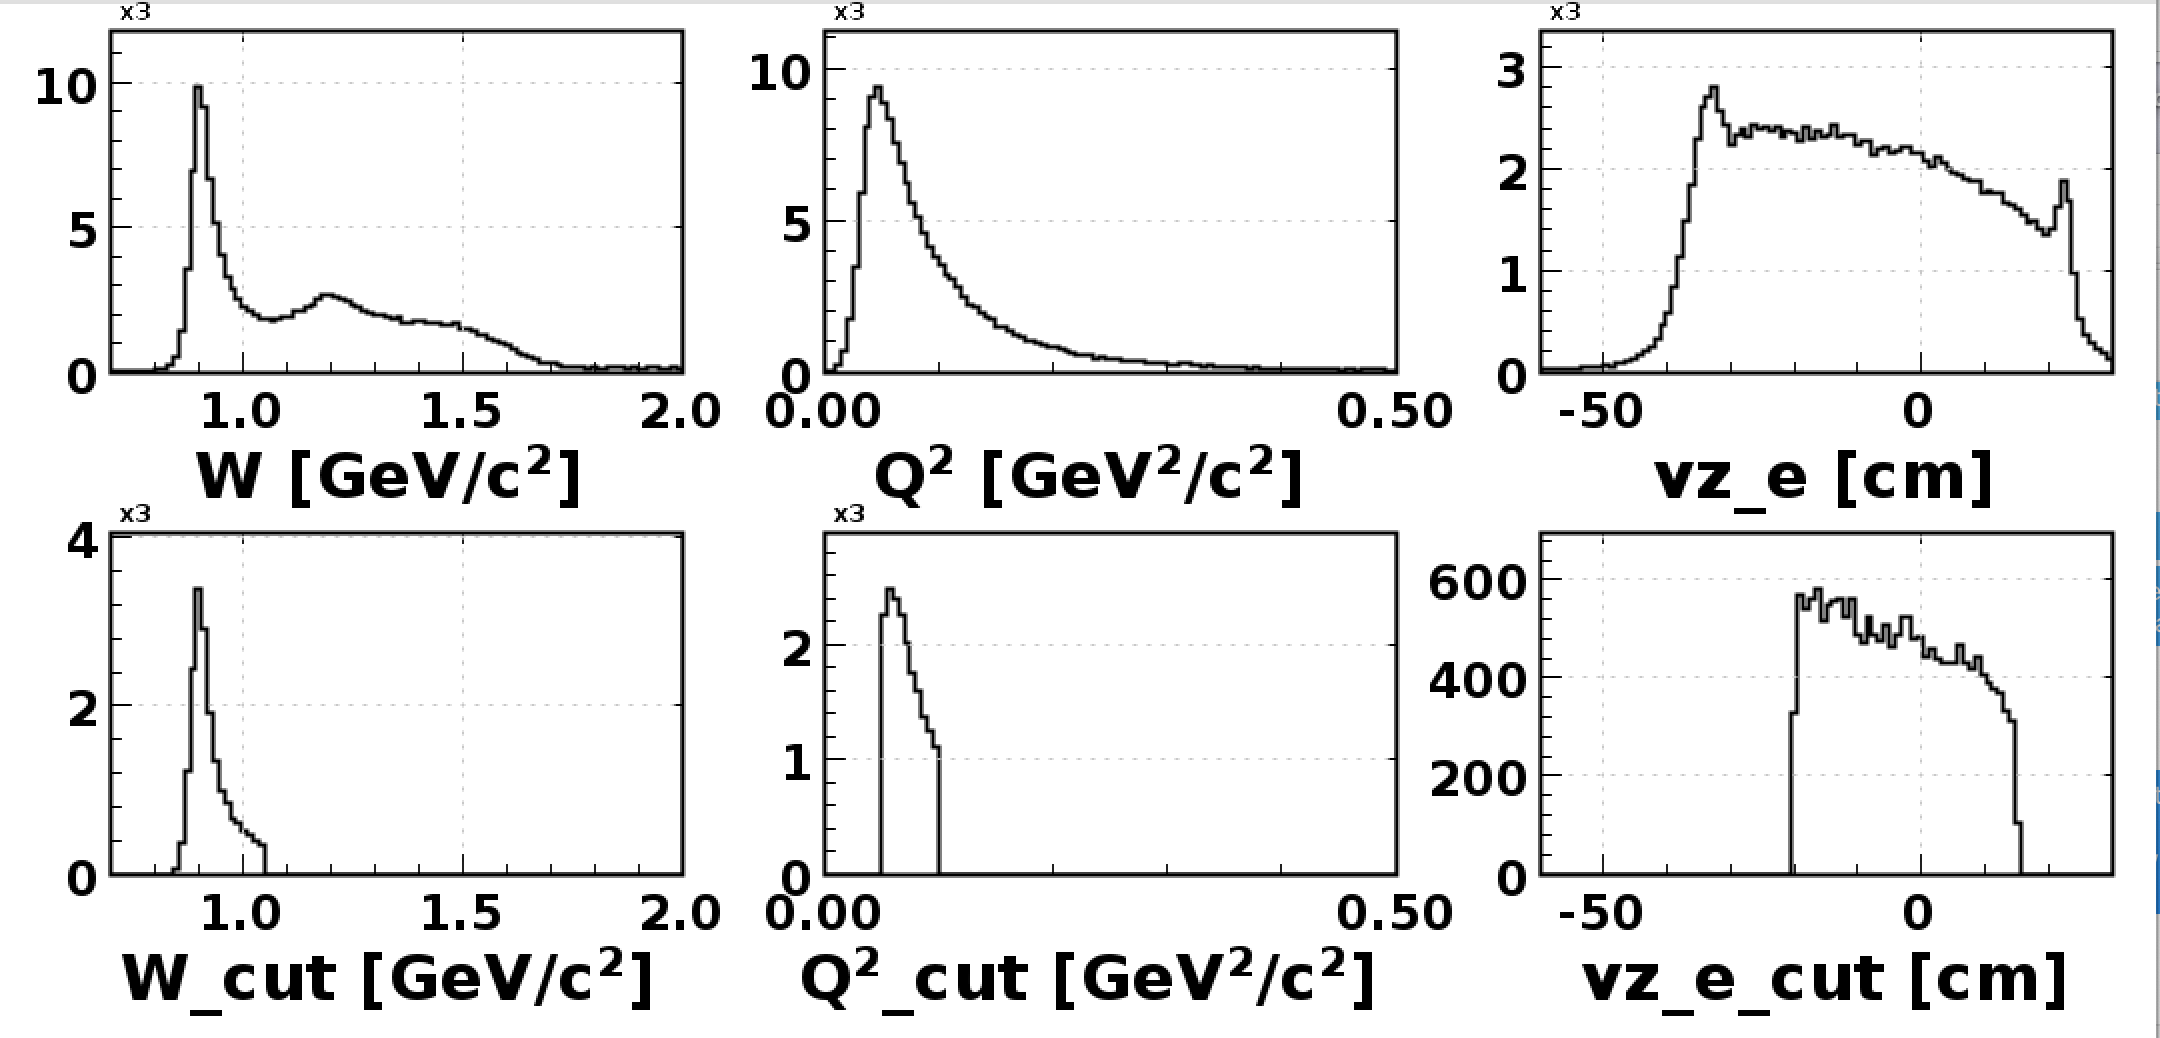 x3
10
5
0
1.0 1.5 2.0
W [GeV/c²]
x3
10
5
0
0.00 0.50
Q² [GeV²/c²]
x3
3
2
1
0
-50 0
vz_e [cm]
x3
4
2
0
1.0 1.5 2.0
W_cut [GeV/c²]
x3
2
1
0
0.00 0.50
Q²_cut [GeV²/c²]
600
400
200
0
-50 0
vz_e_cut [cm]